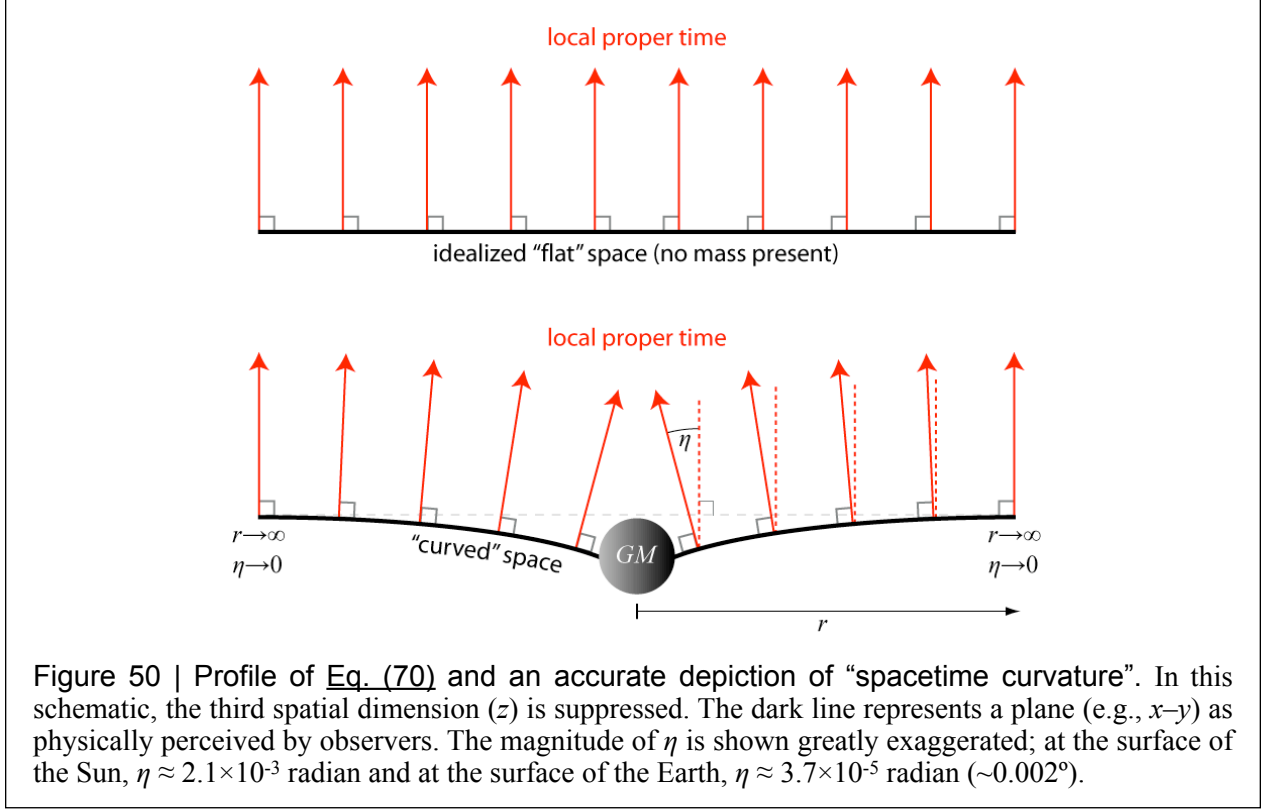 local proper time
idealized “flat” space (no mass present)
local proper time
η
“curved” space
GM
r→∞
η→0
r→∞
η→0
r
Figure 50 | Profile of Eq. (70) and an accurate depiction of “spacetime curvature”. In this
schematic, the third spatial dimension (z) is suppressed. The dark line represents a plane (e.g., x–y) as
physically perceived by observers. The magnitude of η is shown greatly exaggerated; at the surface of
the Sun, η ≈ 2.1×10⁻³ radian and at the surface of the Earth, η ≈ 3.7×10⁻⁵ radian (~0.002º).